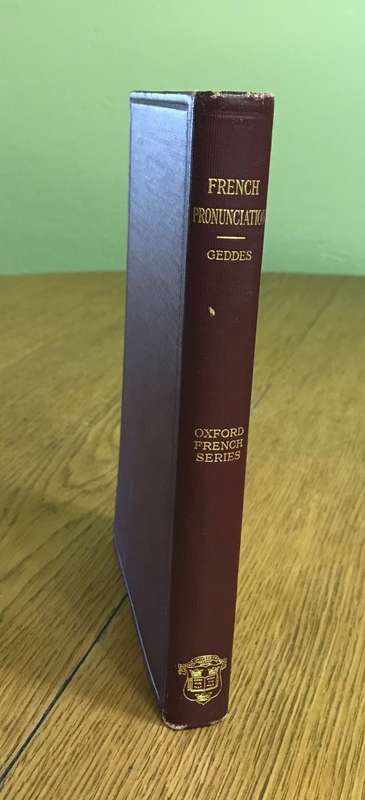 FRENCH
PRONUNCIATION
GEDDES
OXFORD
FRENCH
SERIES